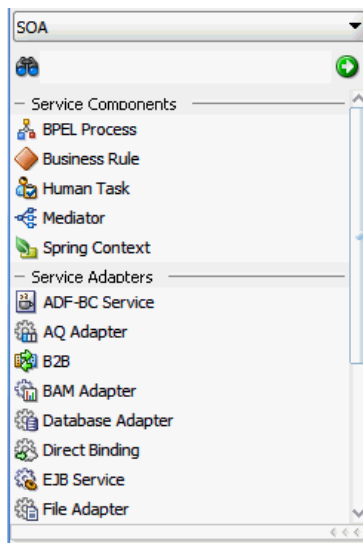 SOA
Service Components
BPEL Process
Business Rule
Human Task
Mediator
Spring Context
Service Adapters
ADF-BC Service
AQ Adapter
B2B
BAM Adapter
Database Adapter
Direct Binding
EJB Service
File Adapter